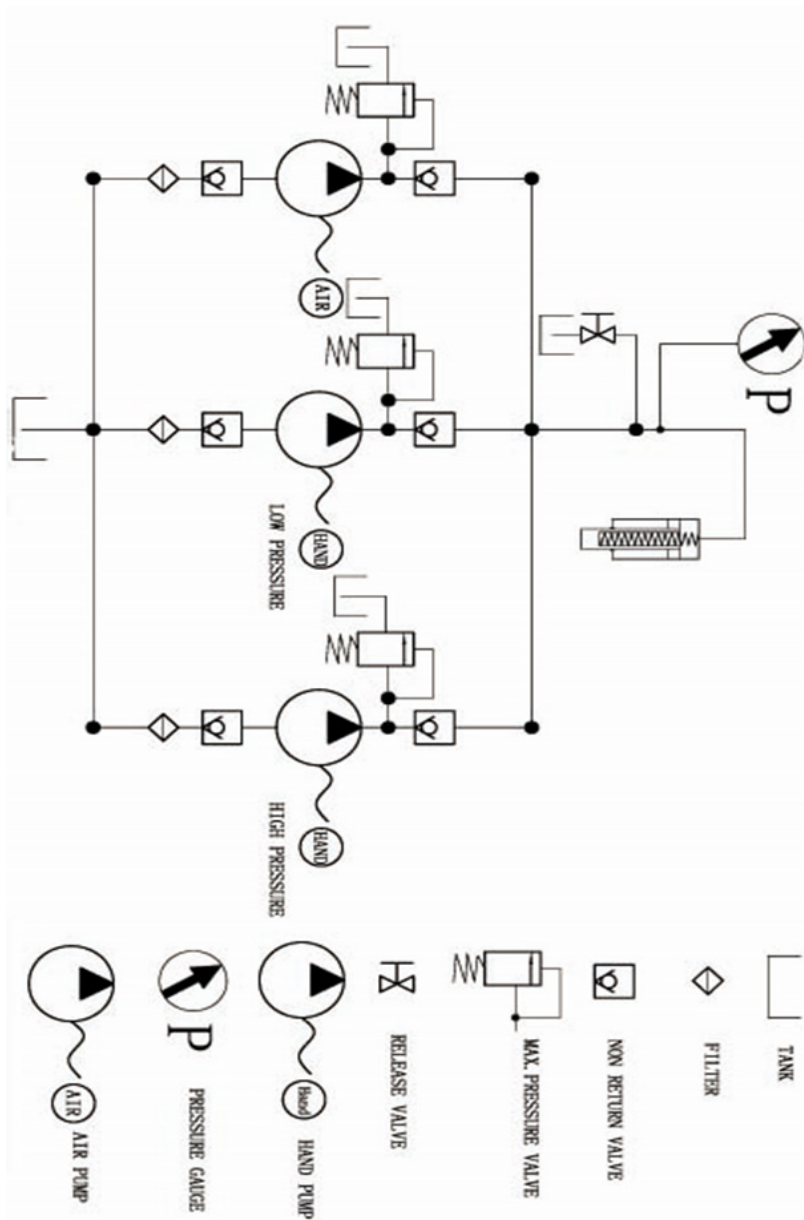 AIR
P
HAND
LOW PRESSURE
HAND
HIGH PRESSURE
TANK
FILTER
NON RETURN VALVE
MAX.PRESSURE VALVE
RELEASE VALVE
Hand
HAND PUMP
P
PRESSURE GAUGE
AIR
AIR PUMP